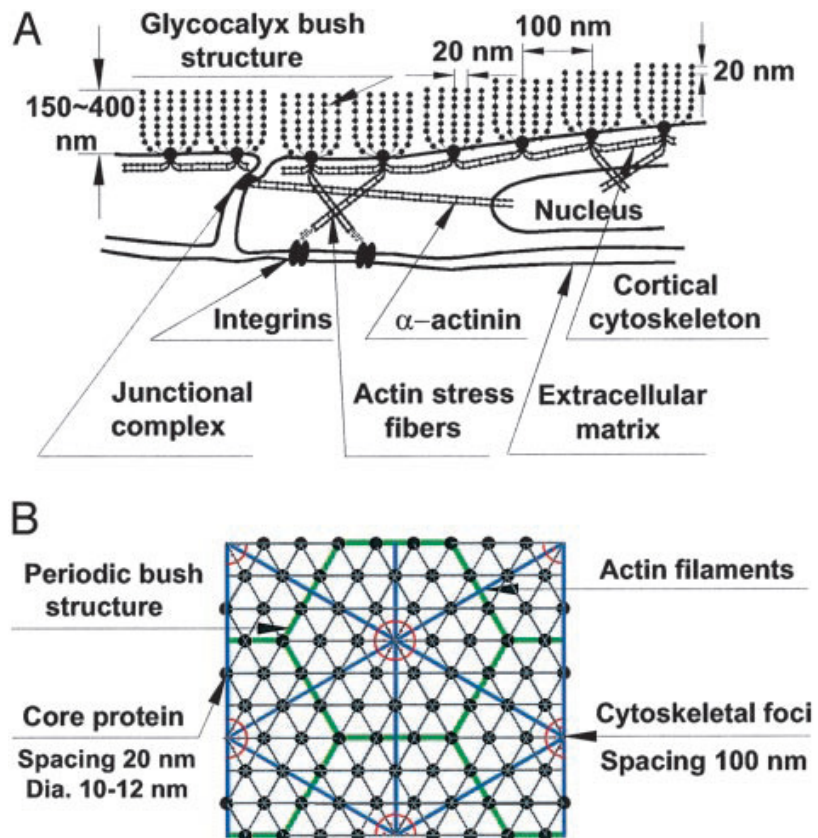 A
Glycocalyx bush
structure
100 nm
20 nm
20 nm
150~400
nm
Nucleus
Integrins
α–actinin
Cortical
cytoskeleton
Junctional
complex
Actin stress
fibers
Extracellular
matrix
B
Periodic bush
structure
Actin filaments
Core protein
Spacing 20 nm
Dia. 10-12 nm
Cytoskeletal foci
Spacing 100 nm